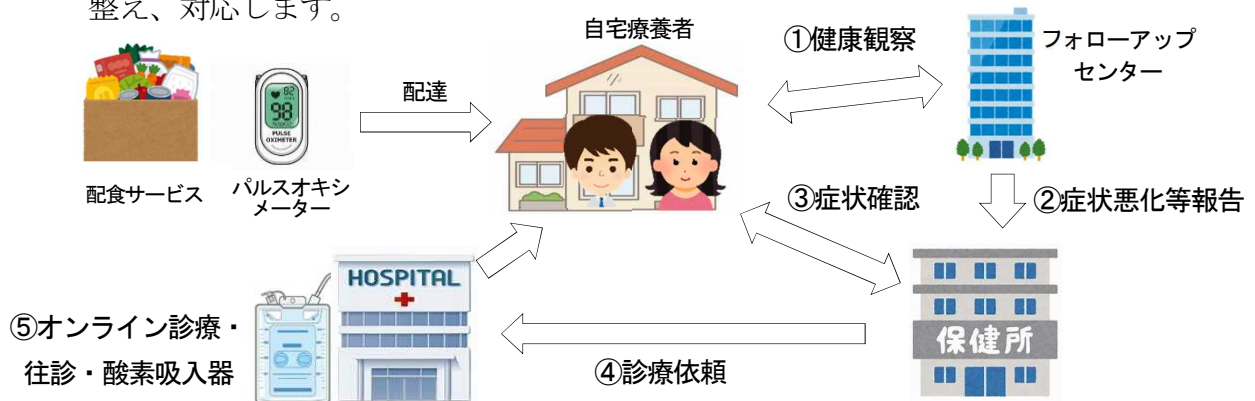 整え、対応します。
自宅療養者
①健康観察
フォローアップ
センター
配達
82
98
PULSE
OXIMETER
配食サービス
パルスオキシ
メーター
③症状確認
②症状悪化等報告
HOSPITAL
⑤オンライン診療・
往診・酸素吸入器
④診療依頼
保健所